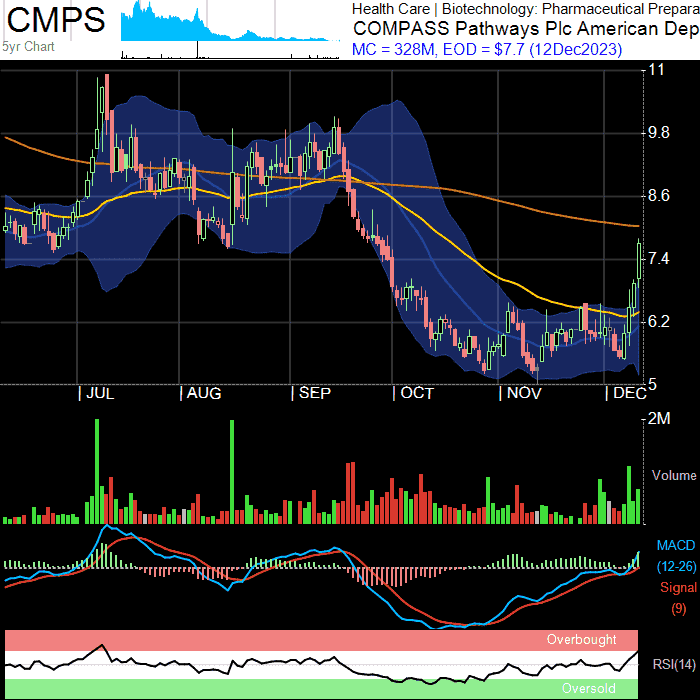 CMPS
5yr Chart
Health Care | Biotechnology: Pharmaceutical Prepara
COMPASS Pathways Plc American Dep
MC = 328M, EOD = $7.7 (12Dec2023)
11
9.8
8.6
7.4
6.2
5
JUL
AUG
SEP
OCT
NOV
DEC
2M
Volume
MACD
(12-26)
Signal
(9)
Overbought
RSI(14)
Oversold